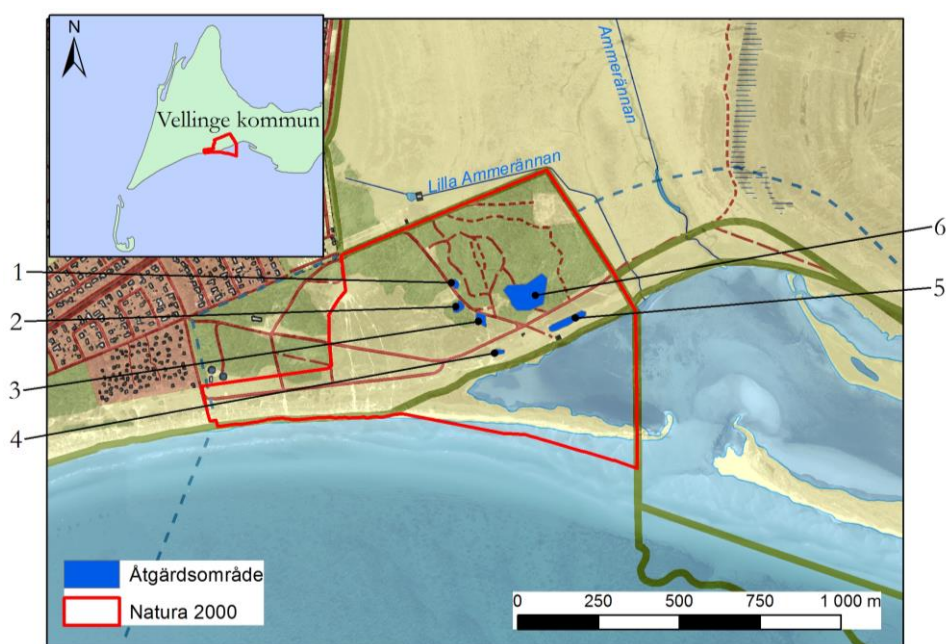 N
Vellinge kommun
Ammerännan
Lilla Ammerännan
6
1
5
2
3
4
Åtgärdsområde
Natura 2000
0 250 500 750 1 000 m